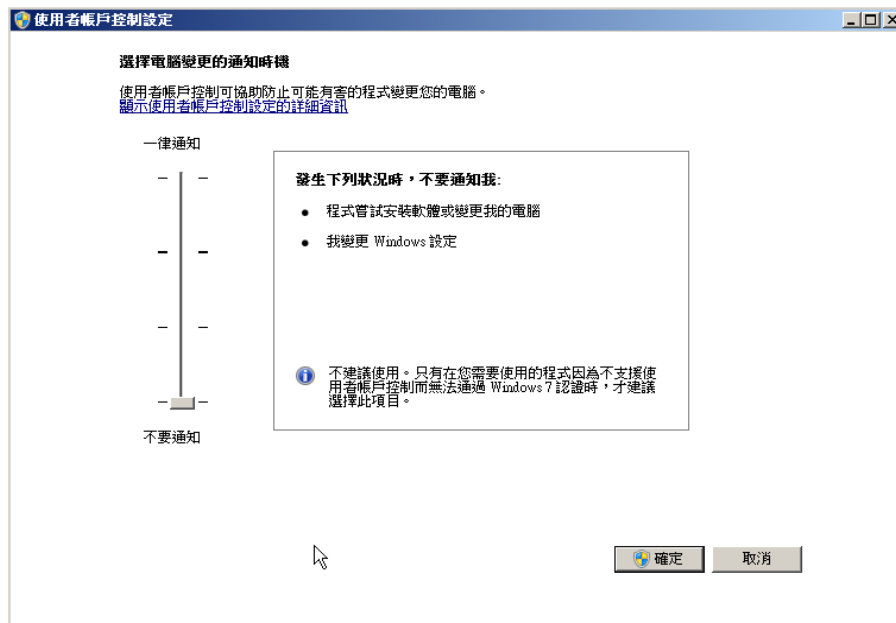 使用者帳戶控制設定
選擇電腦變更的通知時機
使用者帳戶控制可協助防止可能有害的程式變更您的電腦。
顯示使用者帳戶控制設定的詳細資訊
一律通知
發生下列狀況時，不要通知我:
• 程式嘗試安裝軟體或變更我的電腦
• 我變更 Windows 設定
不建議使用。只有在您需要使用的程式因為不支援使
用者帳戶控制而無法通過 Windows 7 認證時，才建議
選擇此項目。
不要通知
確定
取消